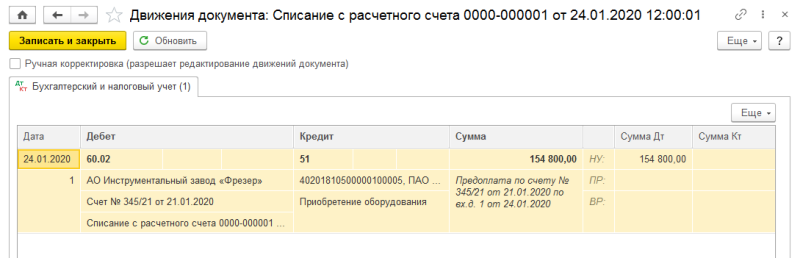 Движения документа: Списание с расчетного счета 0000-000001 от 24.01.2020 12:00:01
Записать и закрыть Обновить Еще ?
Ручная корректировка (разрешает редактирование движений документа)
Дт Кт Бухгалтерский и налоговый учет (1)
Еще
Дата Дебет Кредит Сумма Сумма Дт Сумма Кт
24.01.2020 60.02 51 154 800,00 НУ: 154 800,00
1 АО Инструментальный завод «Фрезер» 40201810500000100005, ПАО ... Предоплата по счету № ПР:
Счет № 345/21 от 21.01.2020 Приобретение оборудования 345/21 от 21.01.2020 по ВР:
вх.д. 1 от 24.01.2020
Списание с расчетного счета 0000-000001 ...